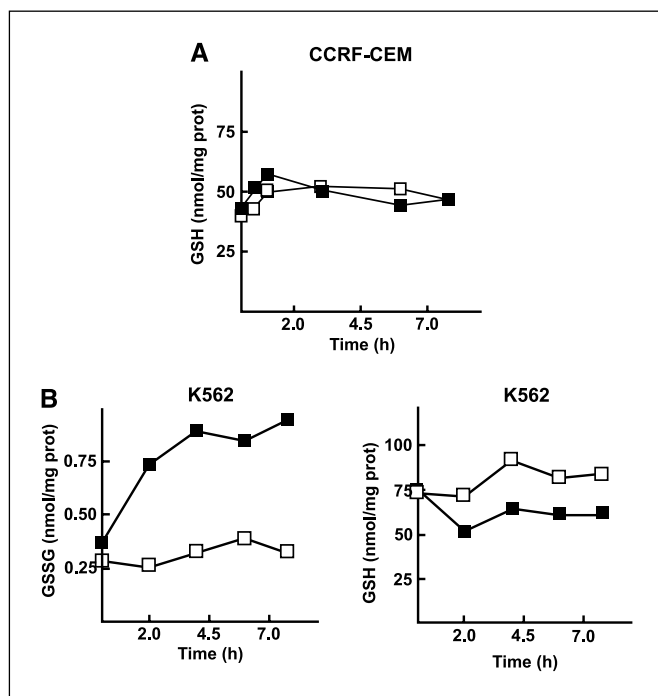 A
CCRF-CEM
GSH (nmol/mg prot)
75
50
25
2.0 4.5 7.0
Time (h)
B
K562
GSSG (nmol/mg prot)
0.75
0.50
0.25
2.0 4.5 7.0
Time (h)
K562
GSH (nmol/mg prot)
100
75
50
25
2.0 4.5 7.0
Time (h)